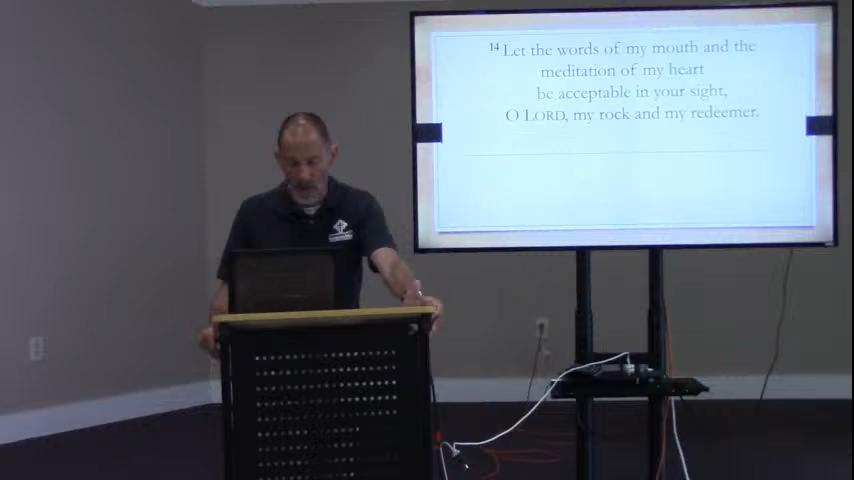 14 Let the words of my mouth and the
meditation of my heart
be acceptable in your sight,
O LORD, my rock and my redeemer.